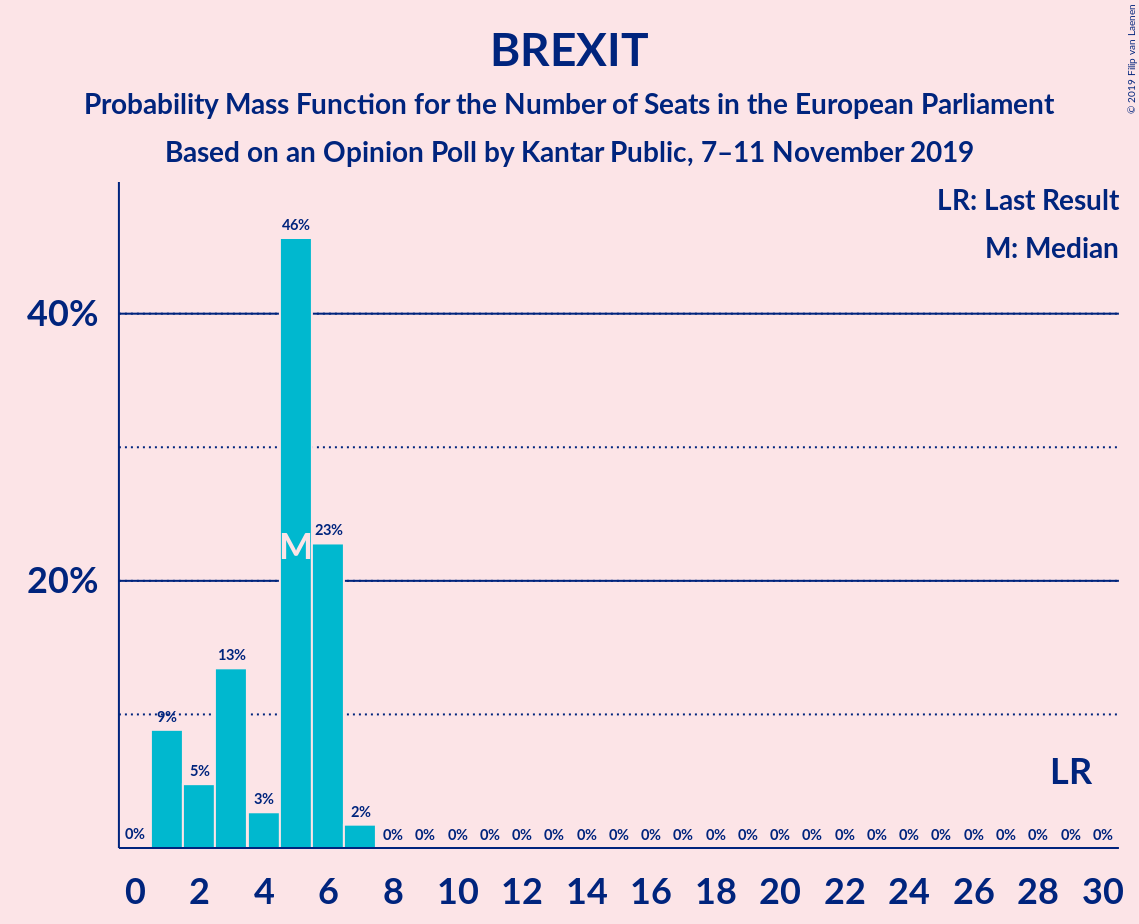 BREXIT
Probability Mass Function for the Number of Seats in the European Parliament
Based on an Opinion Poll by Kantar Public, 7–11 November 2019
© 2019 Filip van Laenen
LR: Last Result
M: Median
46%
40%
23%
M
20%
13%
9%
5%
LR
3%
2%
0% 0% 0% 0% 0% 0% 0% 0% 0% 0% 0% 0% 0% 0% 0% 0% 0% 0% 0% 0% 0% 0% 0% 0%
0 2 4 6 8 10 12 14 16 18 20 22 24 26 28 30